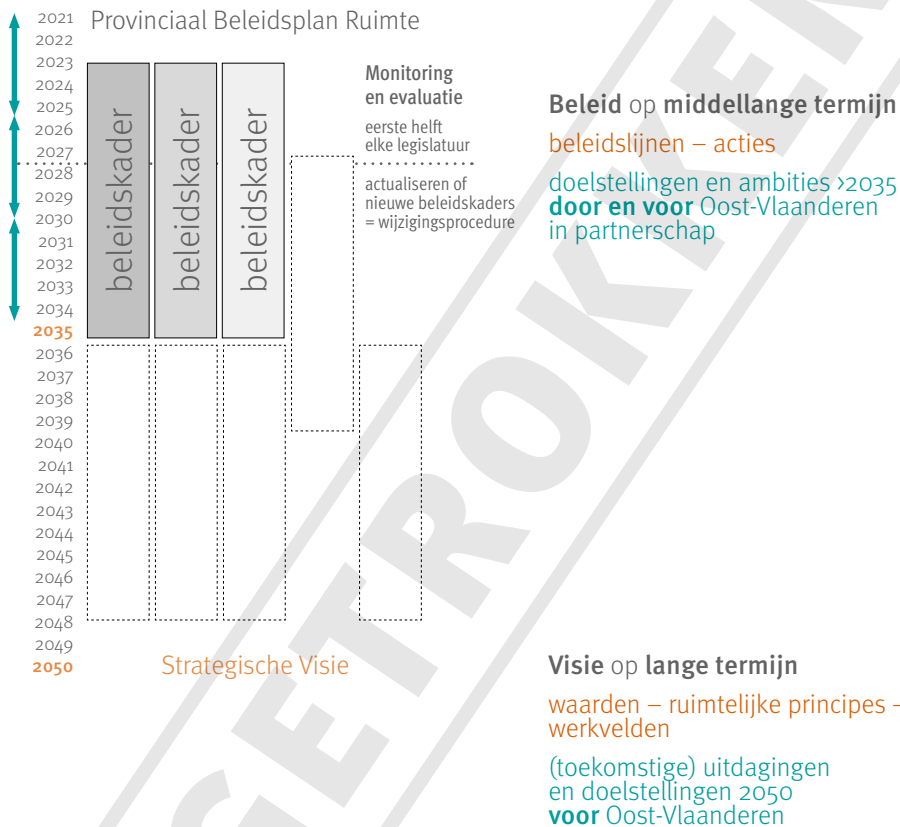 Provinciaal Beleidsplan Ruimte
2021
2022
2023
2024
2025
2026
2027
2028
2029
2030
2031
2032
2033
2034
2035
2036
2037
2038
2039
2040
2041
2042
2043
2044
2045
2046
2047
2048
2049
2050
beleidskader
beleidskader
beleidskader
Monitoring
en evaluatie
eerste helft
elke legislatuur
actualiseren of
nieuwe beleidskaders
= wijzigingsprocedure
Strategische Visie
Beleid op middellange termijn
beleidslijnen – acties
doelstellingen en ambities >2035
door en voor Oost-Vlaanderen
in partnerschap
Visie op lange termijn
waarden – ruimtelijke principes –
werkvelden
(toekomstige) uitdagingen
en doelstellingen 2050
voor Oost-Vlaanderen
GETROKKEN